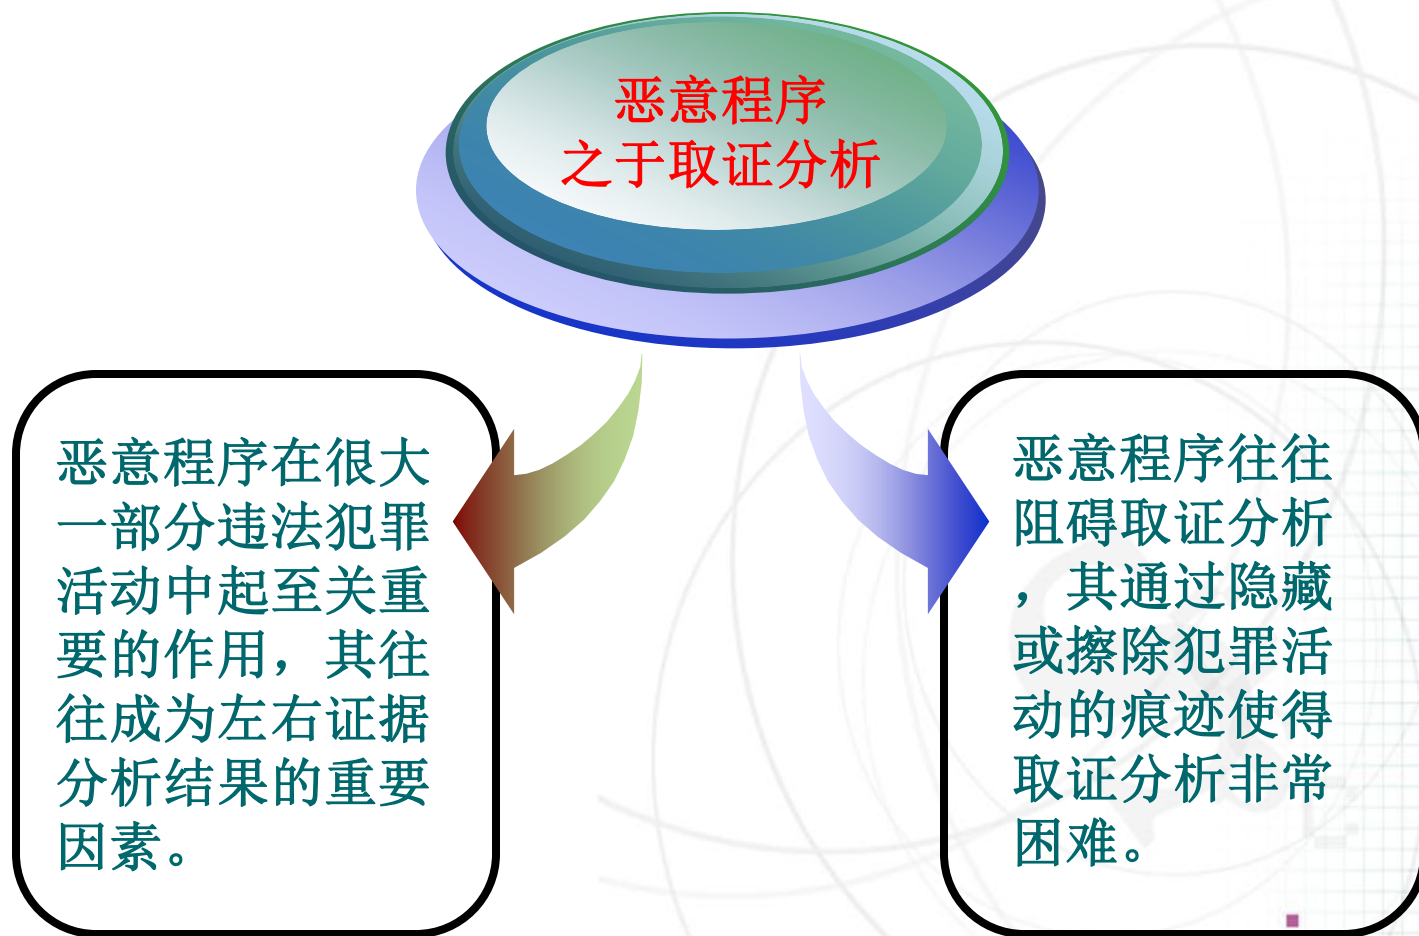 恶意程序
之于取证分析
恶意程序在很大
一部分违法犯罪
活动中起至关重
要的作用，其往
往成为左右证据
分析结果的重要
因素。
恶意程序往往
阻碍取证分析
，其通过隐藏
或擦除犯罪活
动的痕迹使得
取证分析非常
困难。